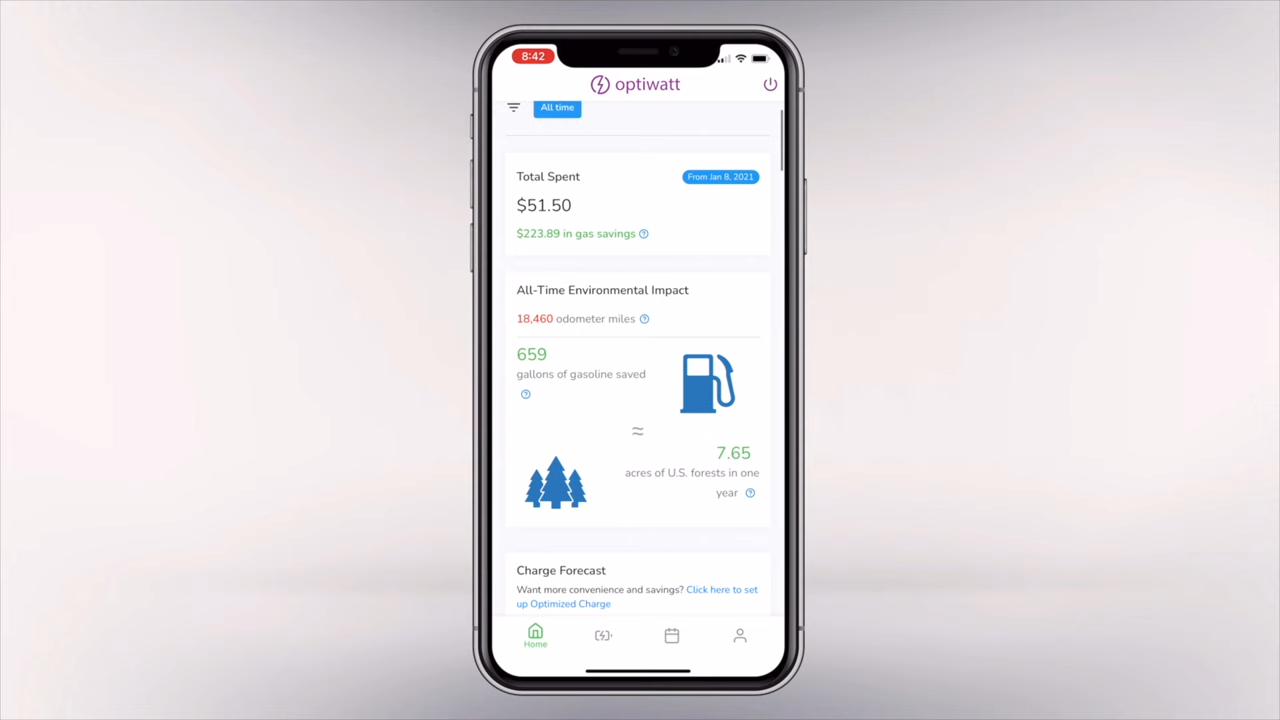 8:42
optiwatt
All time
Total Spent
From Jan 8, 2021
$51.50
$223.89 in gas savings
All-Time Environmental Impact
18,460 odometer miles
659
gallons of gasoline saved
≈
7.65
acres of U.S. forests in one
year
Charge Forecast
Want more convenience and savings? Click here to set
up Optimized Charge
Home